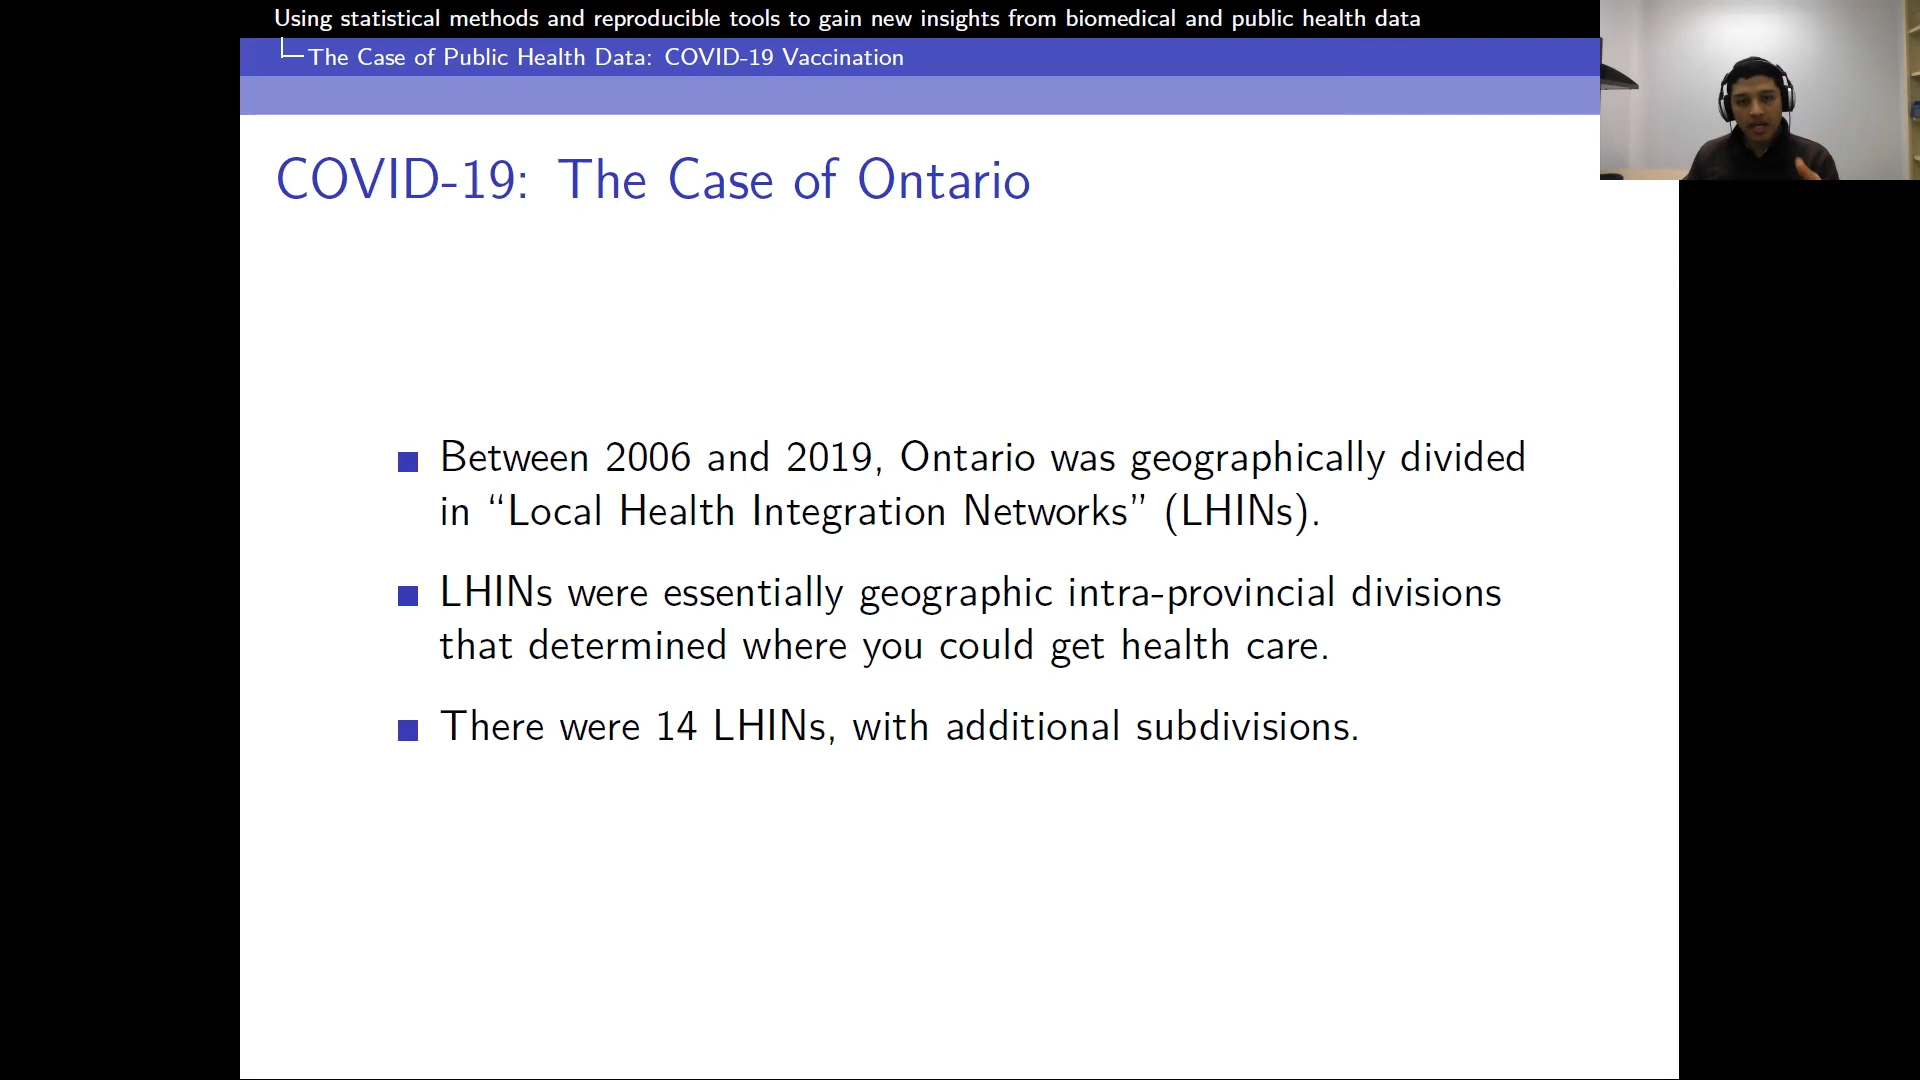 Using statistical methods and reproducible tools to gain new insights from biomedical and public health data
The Case of Public Health Data: COVID-19 Vaccination
COVID-19: The Case of Ontario
Between 2006 and 2019, Ontario was geographically divided
in “Local Health Integration Networks” (LHINs).
LHINs were essentially geographic intra-provincial divisions
that determined where you could get health care.
There were 14 LHINs, with additional subdivisions.